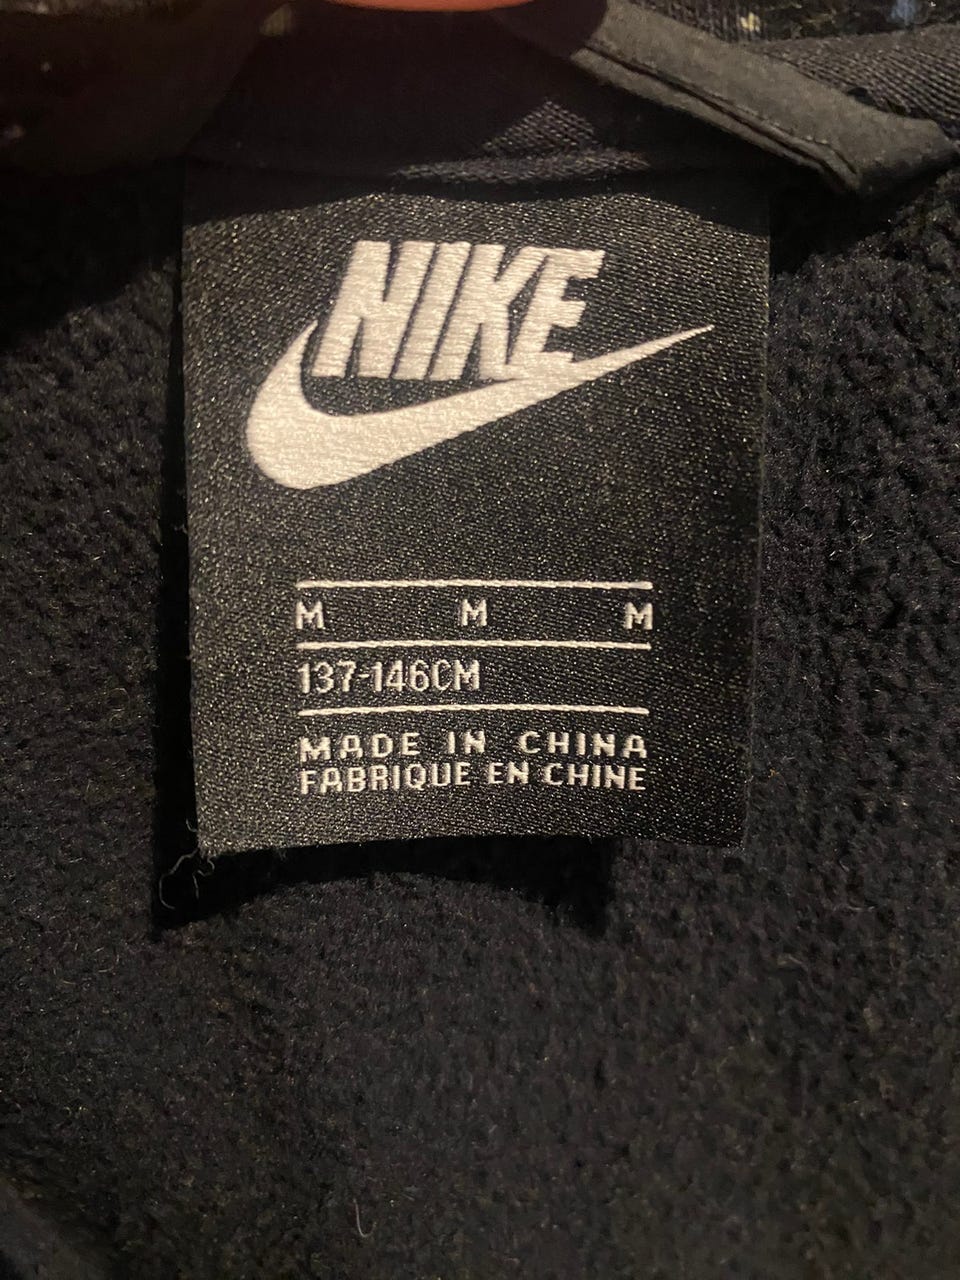 NIKE
M M M
137-146CM
MADE IN CHINA
FABRIQUE EN CHINE